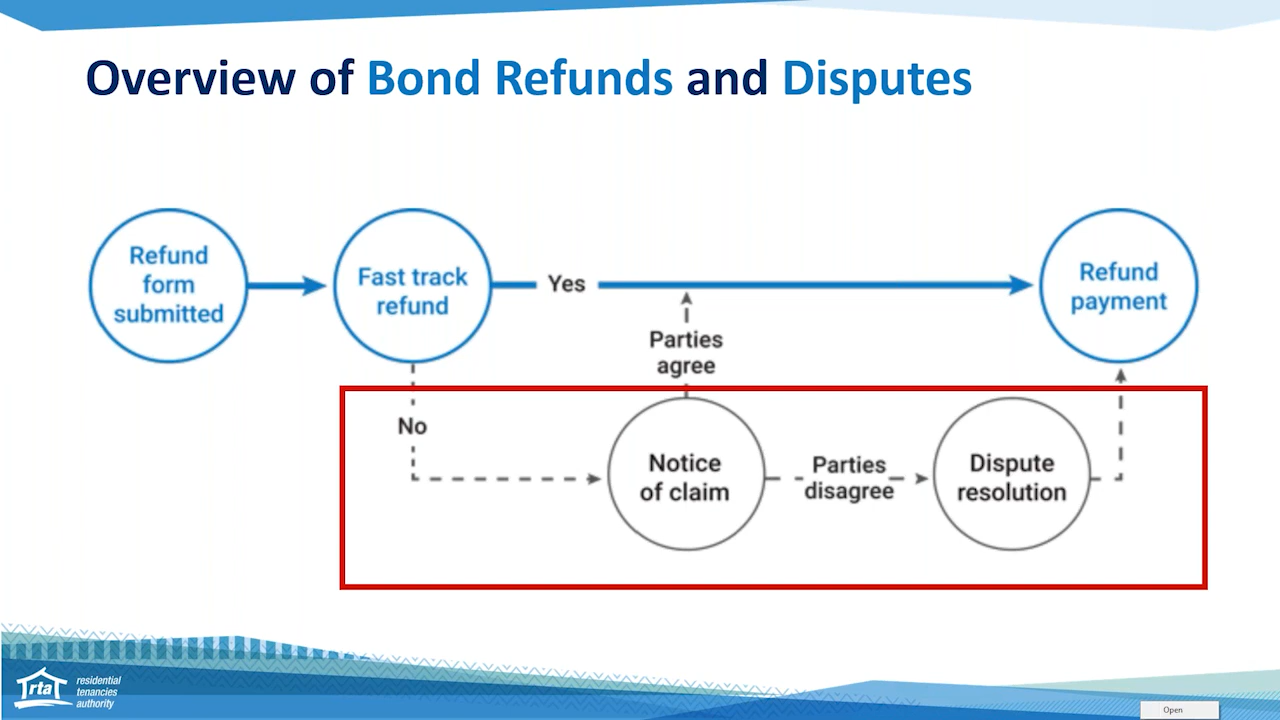 Overview of Bond Refunds and Disputes
Refund
form
submitted
Fast track
refund
Yes
Refund
payment
Parties
agree
No
Notice
of claim
Parties
disagree
Dispute
resolution
rta
residential
tenancies
authority
Open